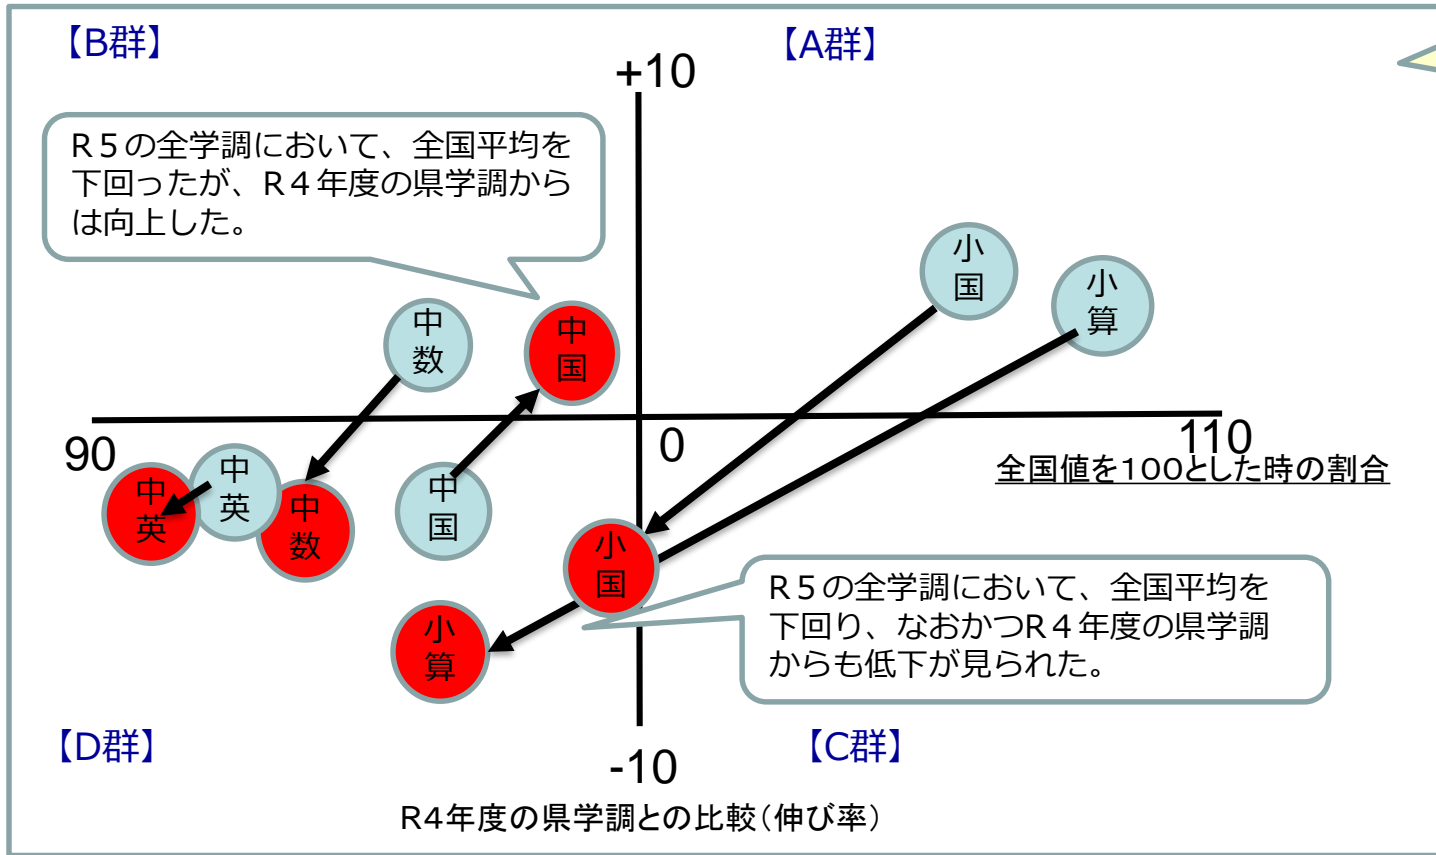 【B群】
【A群】
+10
R５の全学調において、全国平均を
下回ったが、R４年度の県学調から
は向上した。
小
国
小
算
中
数
中
国
90
0
110
全国値を100とした時の割合
中
英
中
英
中
数
中
国
小
国
小
算
R５の全学調において、全国平均を
下回り、なおかつR４年度の県学調
からも低下が見られた。
【D群】
【C群】
-10
R4年度の県学調との比較（伸び率）